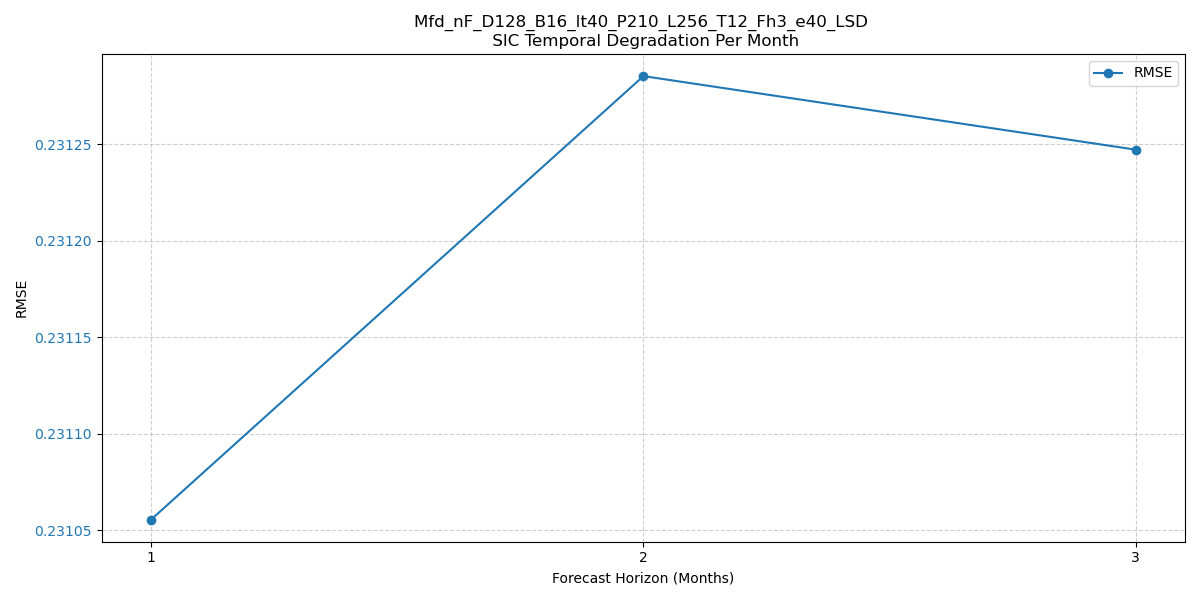 Mfd_nF_D128_B16_lt40_P210_L256_T12_Fh3_e40_LSD
SIC Temporal Degradation Per Month
RMSE
0.23125
0.23120
0.23115
0.23110
0.23105
RMSE
1
2
3
Forecast Horizon (Months)